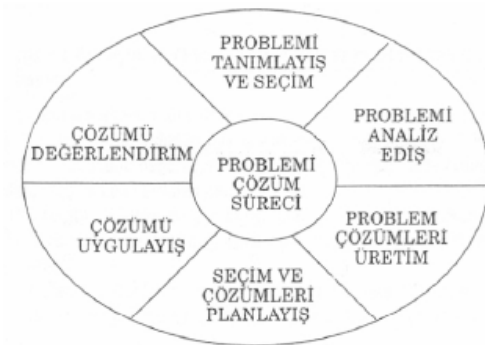 PROBLEMİ
TANIMLAYIŞ
VE SEÇİM
PROBLEMİ
ANALİZ
EDİŞ
PROBLEM
ÇÖZÜMLERİ
ÜRETİM
SEÇİM VE
ÇÖZÜMLERİ
PLANLAYIŞ
ÇÖZÜMÜ
UYGULAYIŞ
ÇÖZÜMÜ
DEĞERLENDİRİM
PROBLEMİ
ÇÖZÜM
SÜRECİ